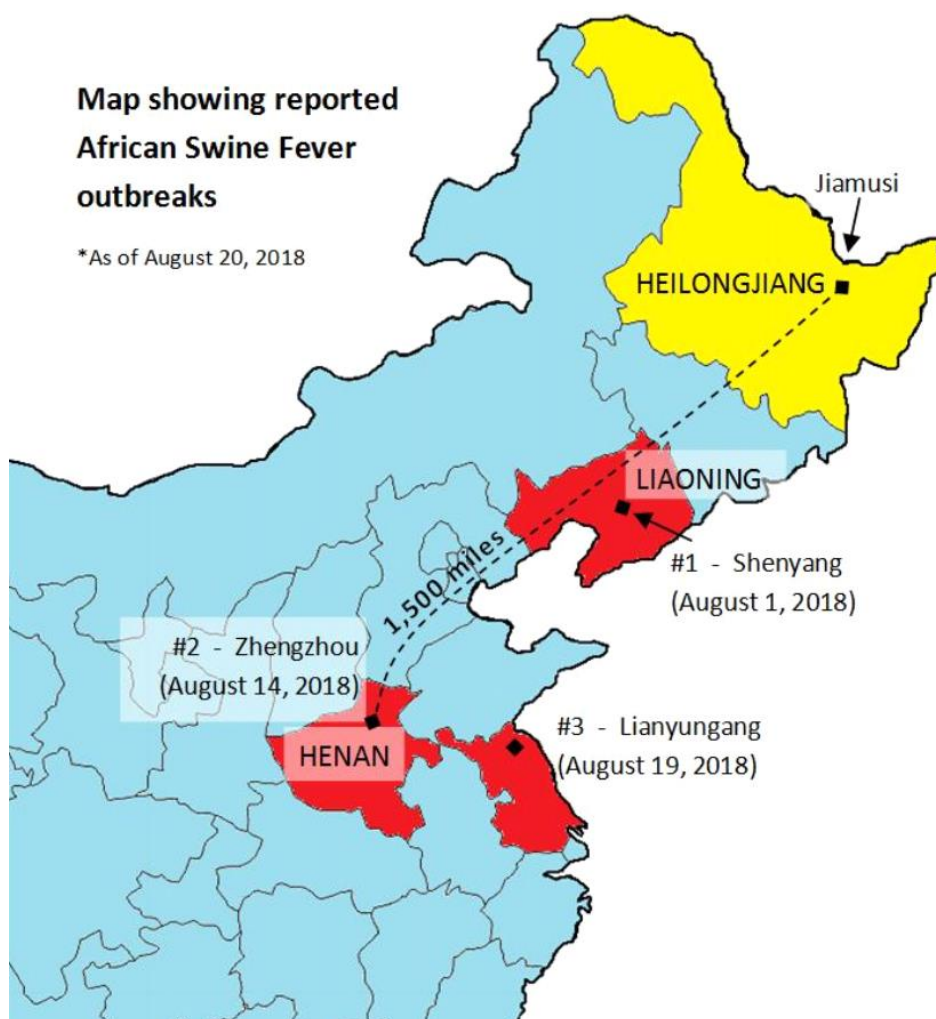 Map showing reported
African Swine Fever
outbreaks
*As of August 20, 2018
Jiamusi
HEILONGJIANG
LIAONING
#1 - Shenyang
(August 1, 2018)
1,500 miles
#2 - Zhengzhou
(August 14, 2018)
HENAN
#3 - Lianyungang
(August 19, 2018)